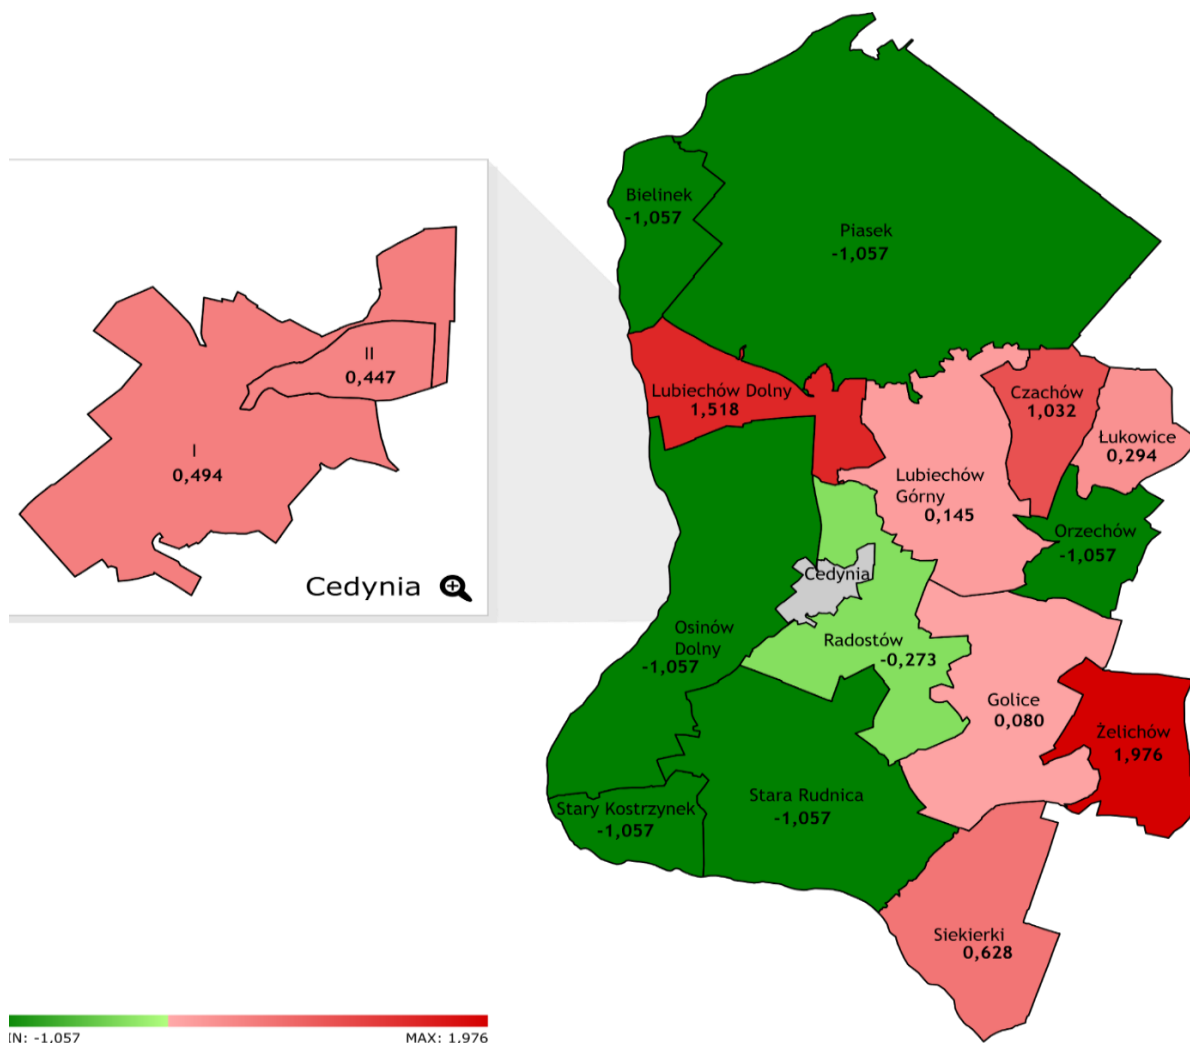 Bielinek
-1,057
Piasek
-1,057
II
0,447
Lubiechów Dolny
1,518
Czachów
1,032
Łukowice
0,294
I
0,494
Lubiechów
Górny
0,145
Orzechów
-1,057
Cedynia
Cedynia
Osinów
Dolny
-1,057
Radostów
-0,273
Golice
0,080
Żelichów
1,976
Stary Kostrzynek
-1,057
Stara Rudnica
-1,057
Siekierki
0,628
IN: -1,057
MAX: 1,976